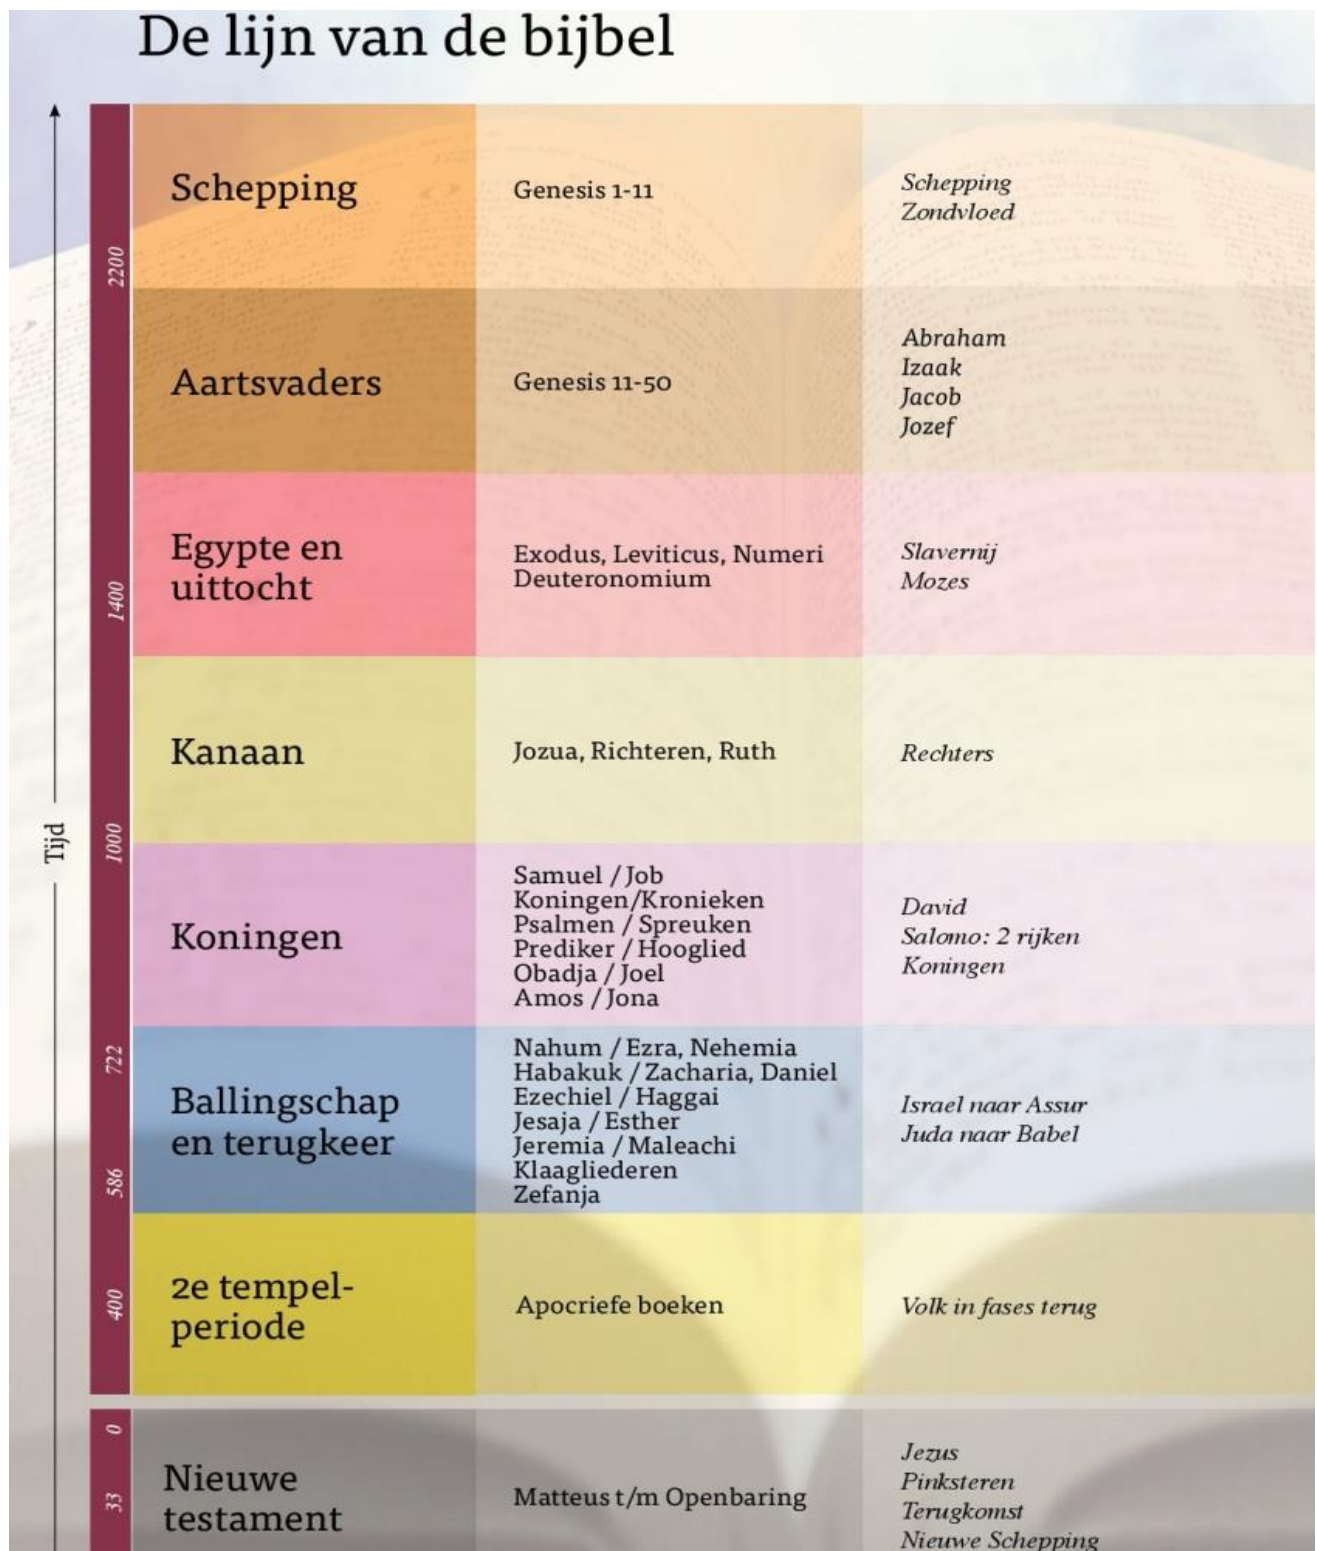 De lijn van de bijbel
Schepping
Genesis 1-11
Schepping
Zondvloed
2200
Aartsvaders
Genesis 11-50
Abraham
Izaak
Jacob
Jozef
Egypte en
uittocht
Exodus, Leviticus, Numeri
Deuteronomium
Slavernij
Mozes
1400
Kanaan
Jozua, Richteren, Ruth
Rechters
Tijd
1000
Koningen
Samuel / Job
Koningen/Kronieken
Psalmen / Spreuken
Prediker / Hooglied
Obadja / Joel
Amos / Jona
David
Salomo: 2 rijken
Koningen
722
Ballingschap
en terugkeer
Nahum / Ezra, Nehemia
Habakuk / Zacharia, Daniel
Ezechiel / Haggai
Jesaja / Esther
Jeremia / Maleachi
Klaagliederen
Zefanja
Israel naar Assur
Juda naar Babel
586
2e tempel-
periode
Apocriefe boeken
Volk in fases terug
400
0
Nieuwe
testament
Matteus t/m Openbaring
Jezus
Pinksteren
Terugkomst
Nieuwe Schepping
33